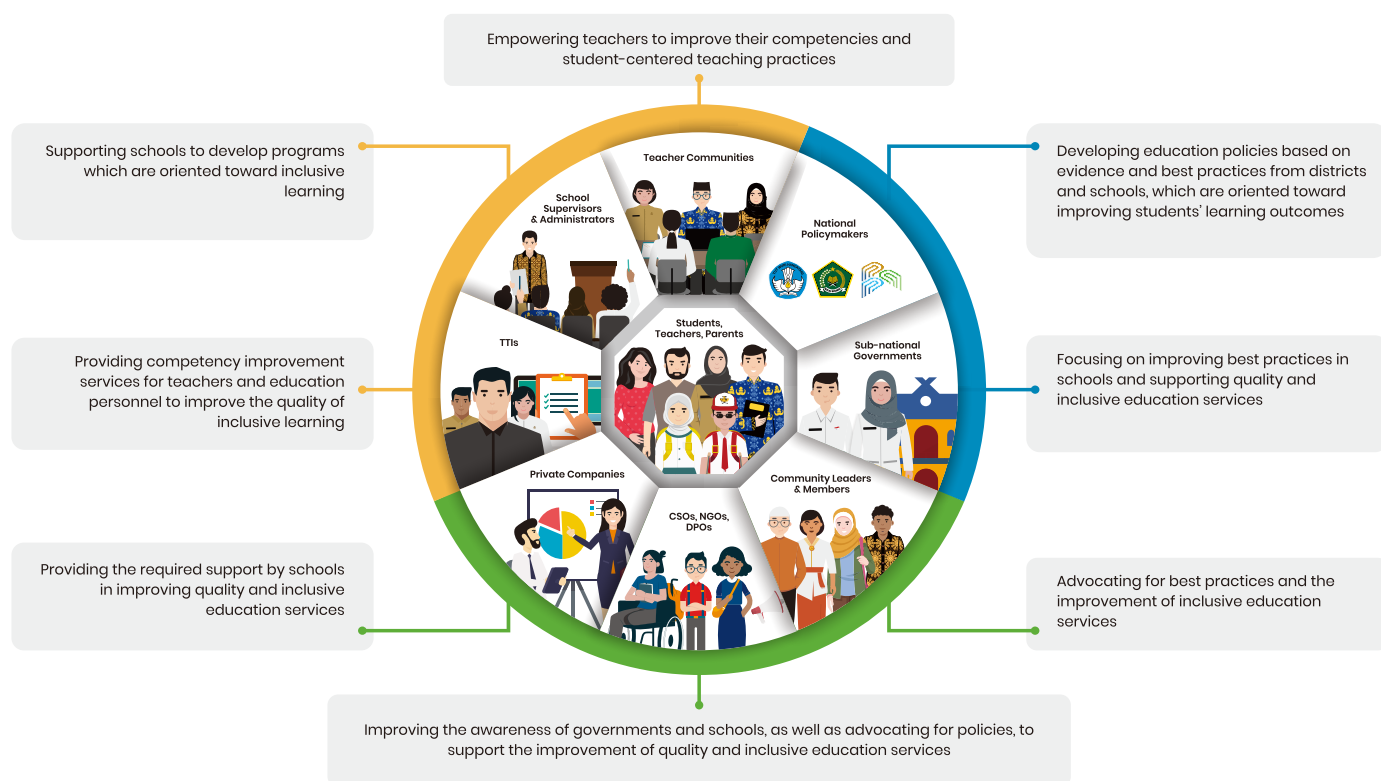 Empowering teachers to improve their competencies and
student-centered teaching practices
Supporting schools to develop programs
which are oriented toward inclusive
learning
Developing education policies based on
evidence and best practices from districts
and schools, which are oriented toward
improving students’ learning outcomes
Teacher Communities
School
Supervisors
& Administrators
National
Policymakers
Students,
Teachers, Parents
TTIs
Sub-national
Governments
Providing competency improvement
services for teachers and education
personnel to improve the quality of
inclusive learning
Focusing on improving best practices in
schools and supporting quality and
inclusive education services
Private Companies
Community Leaders
& Members
CSOs, NGOs,
DPOs
Providing the required support by schools
in improving quality and inclusive
education services
Advocating for best practices and the
improvement of inclusive education
services
Improving the awareness of governments and schools, as well as advocating for policies, to
support the improvement of quality and inclusive education services